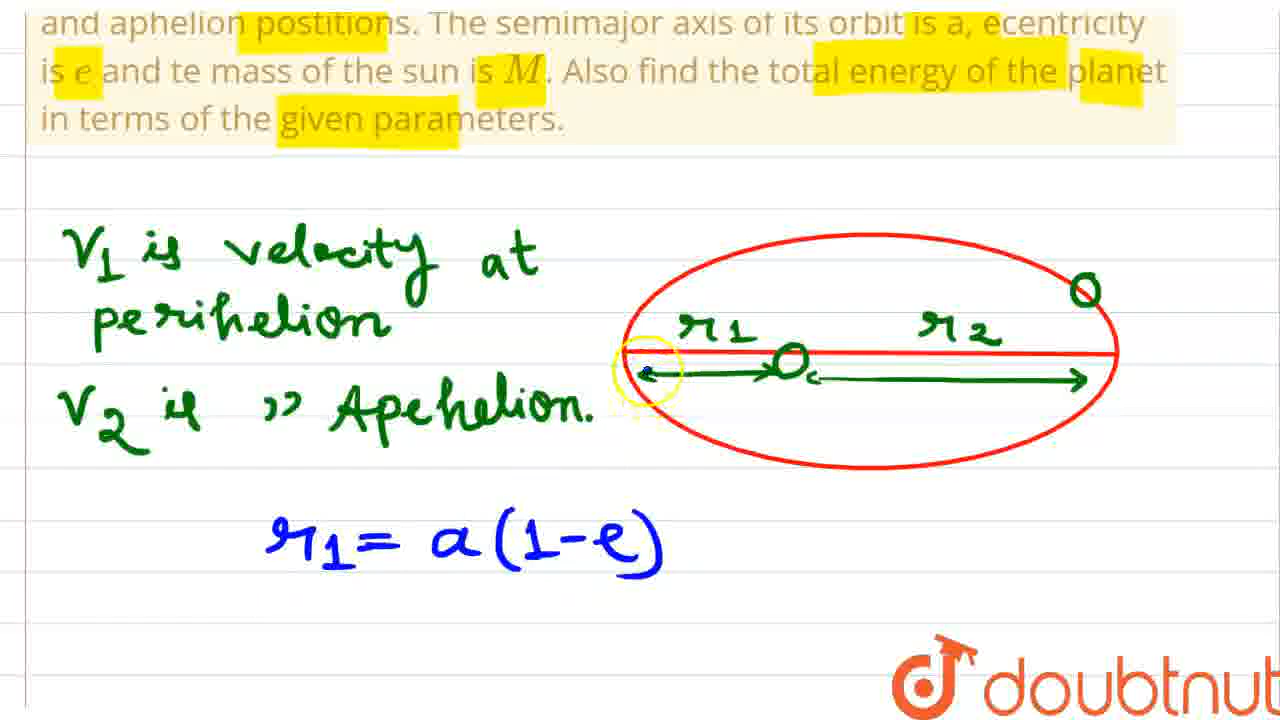 and aphelion postitions. The semimajor axis of its orbit is a, ecentricity
is e and te mass of the sun is M. Also find the total energy of the planet
in terms of the given parameters.
V1 is velocity at
perihelion
V2 is ,, Apehelion.
r1
r2
r1 = a(1-e)
doubtnut